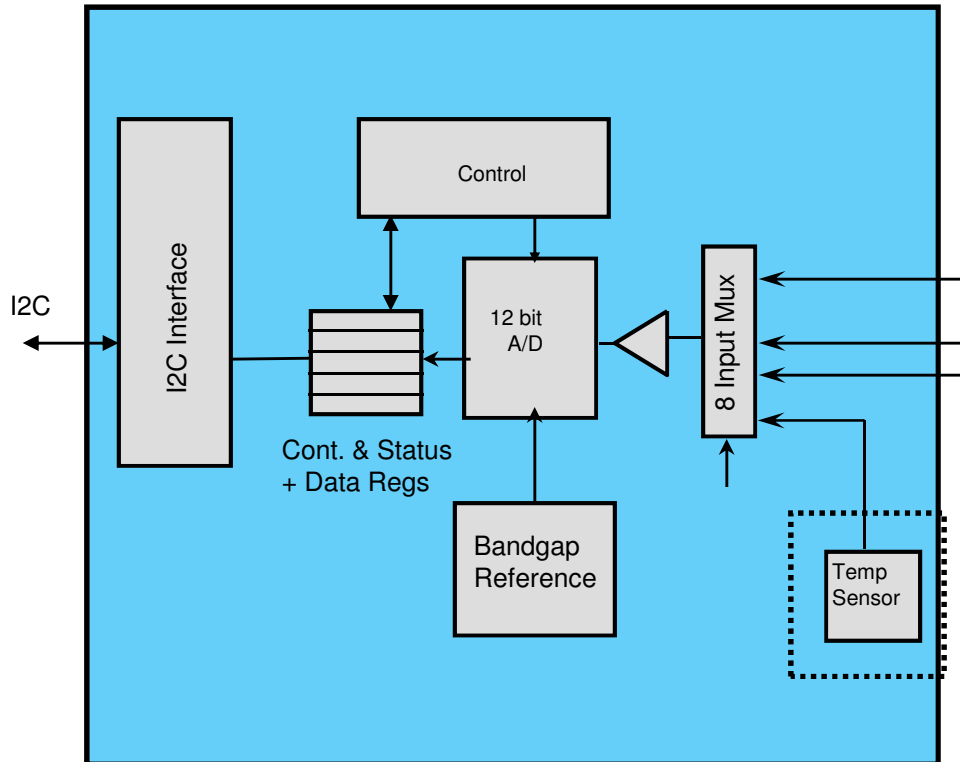 Control
I2C
I2C Interface
12 bit
A/D
8 Input Mux
Cont. & Status
+ Data Regs
Bandgap
Reference
Temp
Sensor